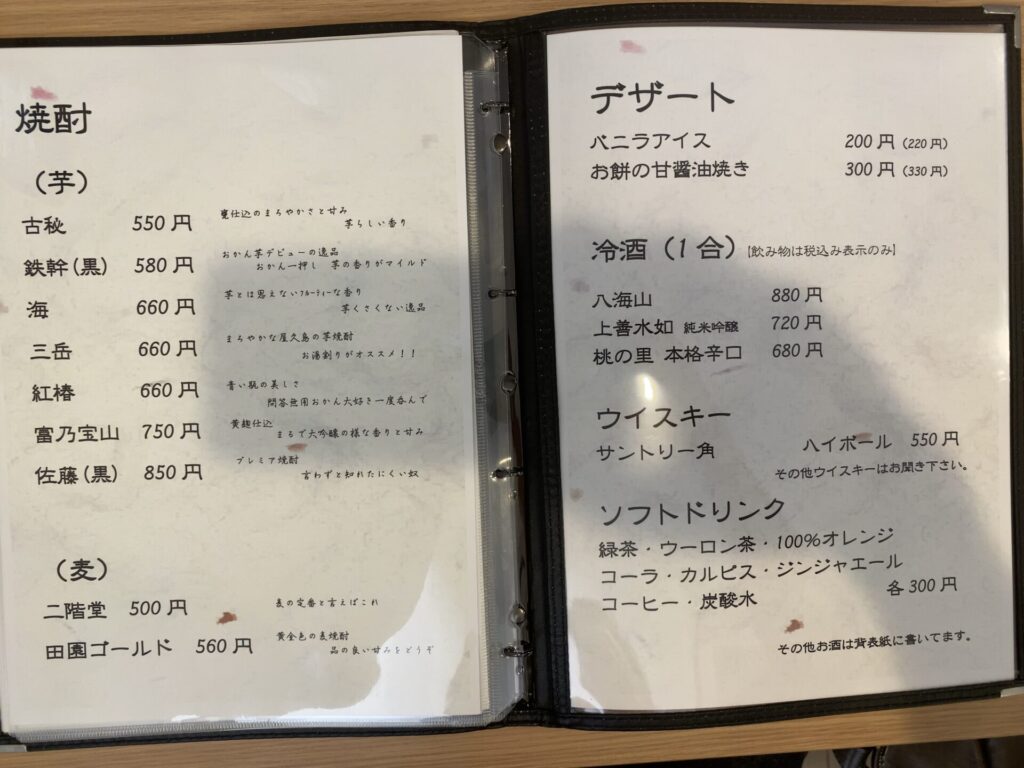 焼酎
（芋）
古秘 550円 甕仕込のまろやかさと甘み
芋らしい香り
鉄幹（黒） 580円 おかん芋デビューの逸品
おかん一押し 芋の香りがマイルド
海 660円 芋とは思えないフルーティーな香り
芋くさくない逸品
三岳 660円 まろやかな屋久島の芋焼酎
お湯割りがオススメ！！
紅椿 660円 青い瓶の美しさ
問答無用おかん大好き一度呑んで
富乃宝山 750円 黄麹仕込
まるで大吟醸の様な香りと甘み
佐藤（黒） 850円 プレミア焼酎
言わずと知れたにくい奴
（麦）
二階堂 500円 麦の定番と言えばこれ
田園ゴールド 560円 黄金色の麦焼酎
品の良い甘みをどうぞ
デザート
バニラアイス 200円（220円）
お餅の甘醤油焼き 300円（330円）
冷酒（1合）【飲み物は税込み表示のみ】
八海山 880円
上善水如 純米吟醸 720円
桃の里 本格辛口 680円
ウイスキー
サントリー角 ハイボール 550円
その他ウイスキーはお聞き下さい。
ソフトドリンク
緑茶・ウーロン茶・100％オレンジ
コーラ・カルピス・ジンジャエール
コーヒー・炭酸水 各300円
その他お酒は背表紙に書いてます。